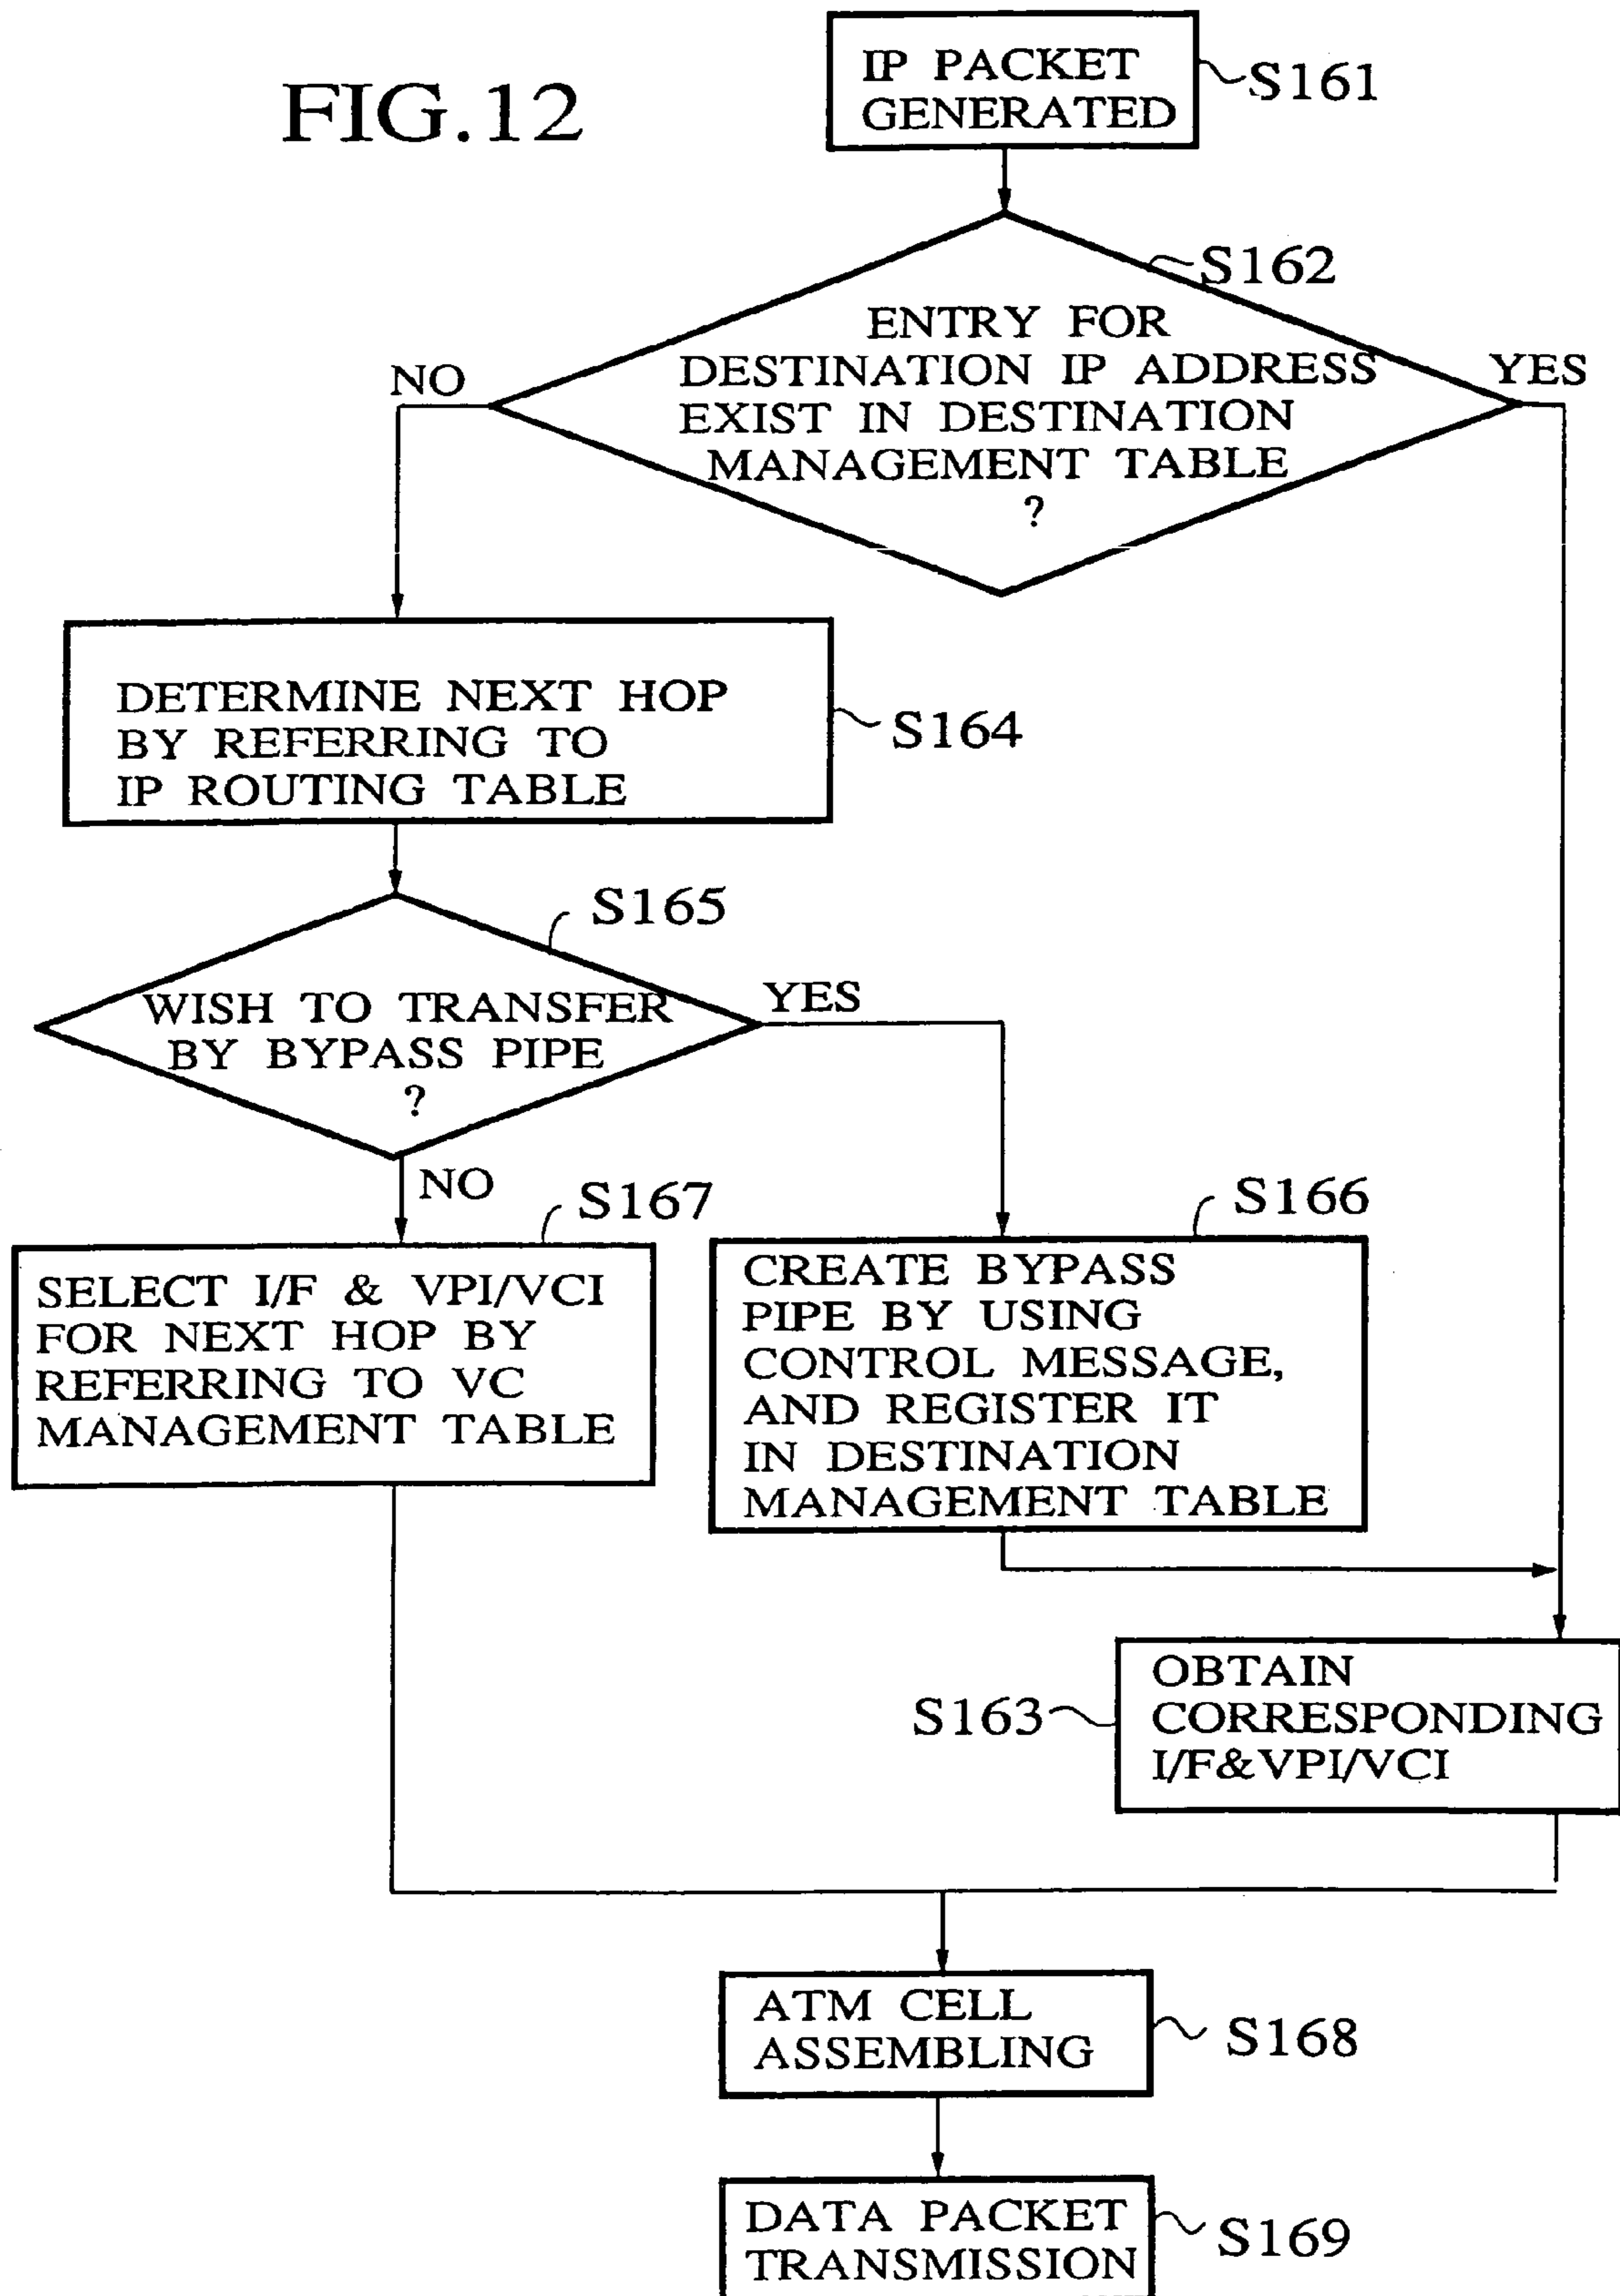 FIG.12
IP PACKET
GENERATED
S161
S162
ENTRY FOR
DESTINATION IP ADDRESS
EXIST IN DESTINATION
MANAGEMENT TABLE
?
NO
YES
DETERMINE NEXT HOP
BY REFERRING TO
IP ROUTING TABLE
S164
S165
WISH TO TRANSFER
BY BYPASS PIPE
?
YES
NO
S167
SELECT I/F & VPI/VCI
FOR NEXT HOP BY
REFERRING TO VC
MANAGEMENT TABLE
S166
CREATE BYPASS
PIPE BY USING
CONTROL MESSAGE,
AND REGISTER IT
IN DESTINATION
MANAGEMENT TABLE
S163
OBTAIN
CORRESPONDING
I/F&VPI/VCI
ATM CELL
ASSEMBLING
S168
DATA PACKET
TRANSMISSION
S169